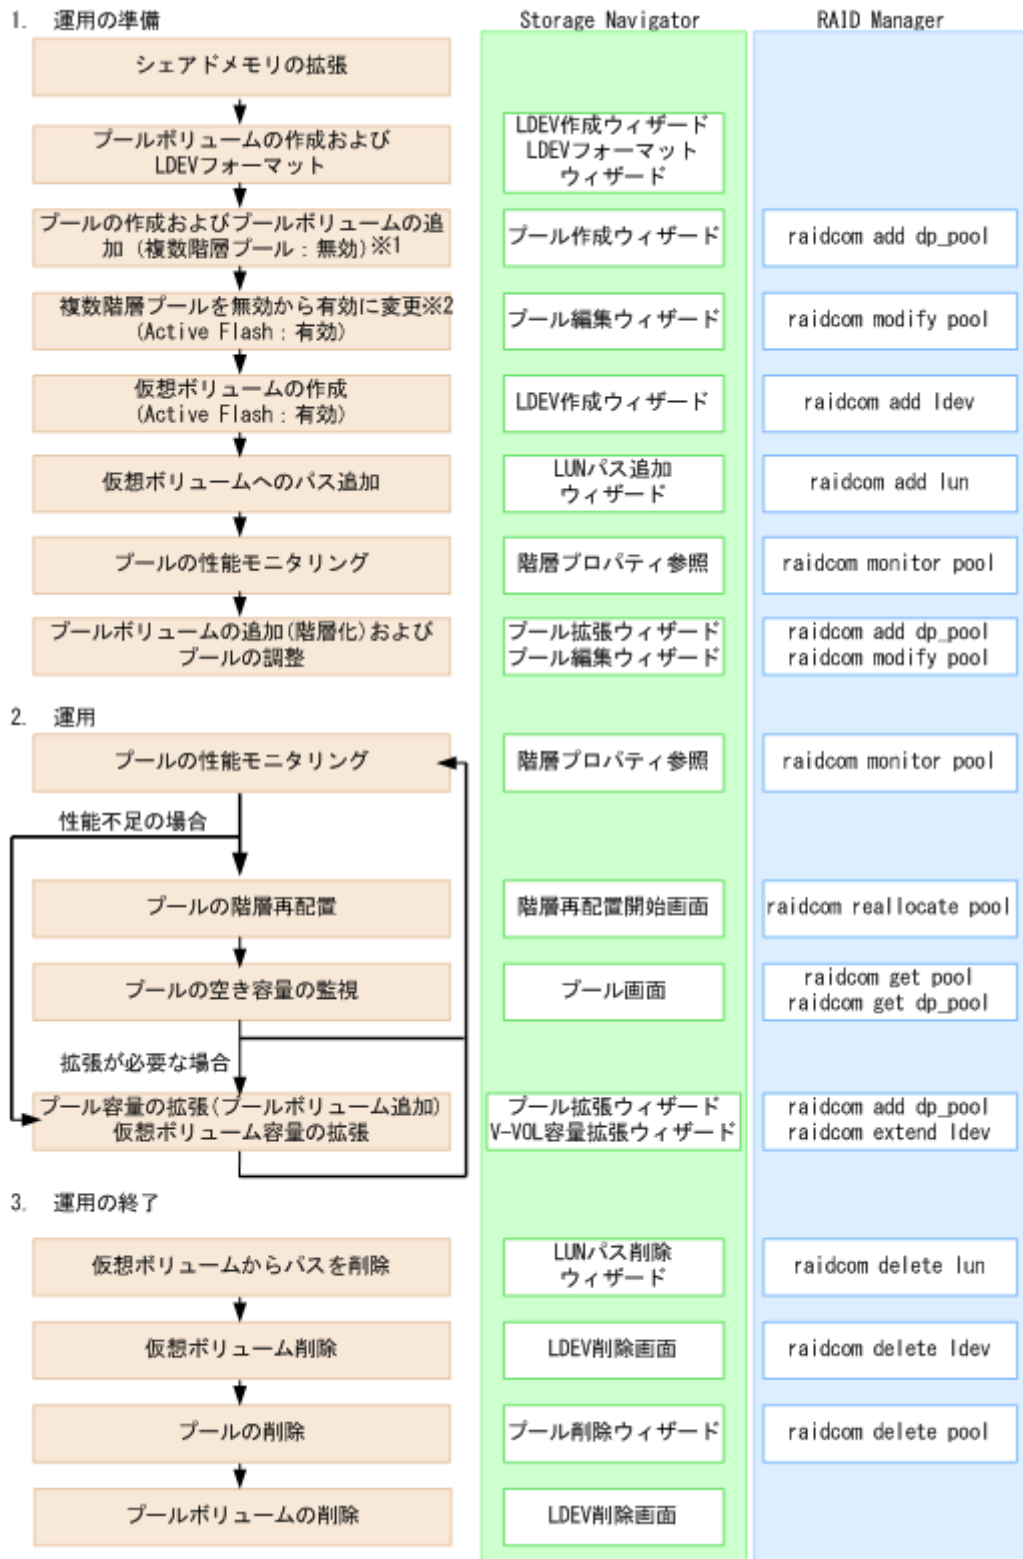 1. 運用の準備
Storage Navigator
RAID Manager
シェアドメモリの拡張
プールボリュームの作成および
LDEVフォーマット
LDEV作成ウィザード
LDEVフォーマット
ウィザード
プールの作成およびプールボリュームの追
加 (複数階層プール : 無効)※1
プール作成ウィザード
raidcom add dp_pool
複数階層プールを無効から有効に変更※2
(Active Flash : 有効)
プール編集ウィザード
raidcom modify pool
仮想ボリュームの作成
(Active Flash : 有効)
LDEV作成ウィザード
raidcom add ldev
仮想ボリュームへのパス追加
LUNパス追加
ウィザード
raidcom add lun
プールの性能モニタリング
階層プロパティ参照
raidcom monitor pool
プールボリュームの追加(階層化)および
プールの調整
プール拡張ウィザード
プール編集ウィザード
raidcom add dp_pool
raidcom modify pool
2. 運用
プールの性能モニタリング
階層プロパティ参照
raidcom monitor pool
性能不足の場合
プールの階層再配置
階層再配置開始画面
raidcom reallocate pool
プールの空き容量の監視
プール画面
raidcom get pool
raidcom get dp_pool
拡張が必要な場合
プール容量の拡張(プールボリューム追加)
仮想ボリューム容量の拡張
プール拡張ウィザード
V-VOL容量拡張ウィザード
raidcom add dp_pool
raidcom extend ldev
3. 運用の終了
仮想ボリュームからパスを削除
LUNパス削除
ウィザード
raidcom delete lun
仮想ボリューム削除
LDEV削除画面
raidcom delete ldev
プールの削除
プール削除ウィザード
raidcom delete pool
プールボリュームの削除
LDEV削除画面